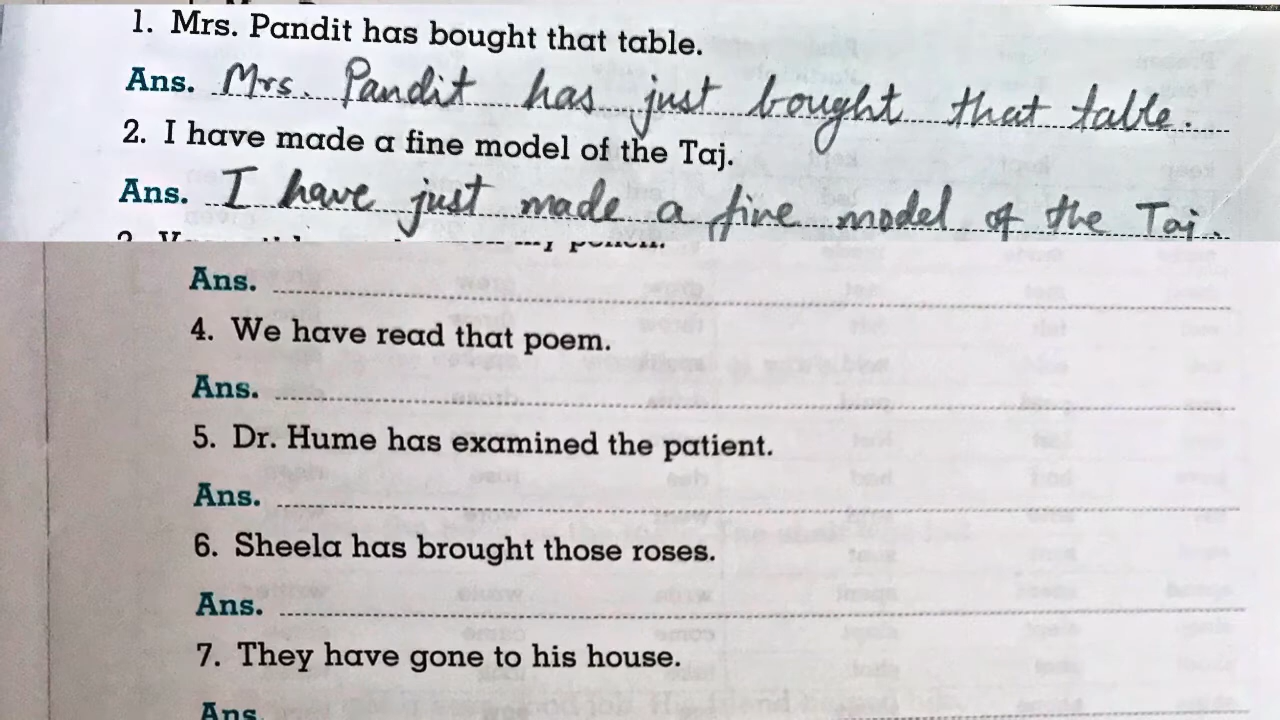 1. Mrs. Pandit has bought that table.
Ans. Mrs. Pandit has just bought that table.
2. I have made a fine model of the Taj.
Ans. I have just made a fine model of the Taj.
Ans.
4. We have read that poem.
Ans.
5. Dr. Hume has examined the patient.
Ans.
6. Sheela has brought those roses.
Ans.
7. They have gone to his house.
Ans.